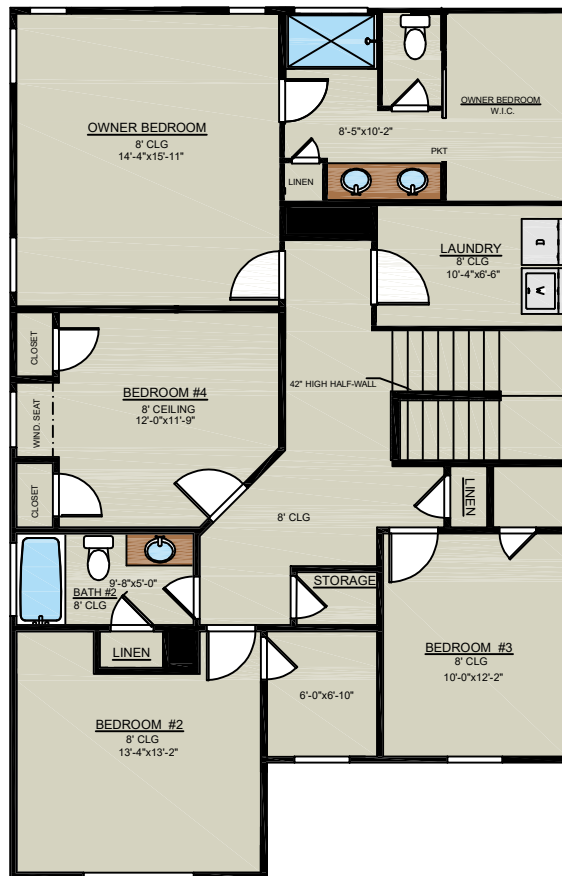 OWNER BEDROOM
8' CLG
14'-4"x15'-11"
8'-5"x10'-2"
PKT
LINEN
OWNER BEDROOM
W.I.C.
LAUNDRY
8' CLG
10'-4"x6'-6"
D
W
CLOSET
WIND. SEAT
CLOSET
BEDROOM #4
8' CEILING
12'-0"x11'-9"
42" HIGH HALF-WALL
8' CLG
LINEN
9'-8"x5'-0"
BATH #2
8' CLG
STORAGE
LINEN
BEDROOM #3
8' CLG
10'-0"x12'-2"
6'-0"x6'-10"
BEDROOM #2
8' CLG
13'-4"x13'-2"